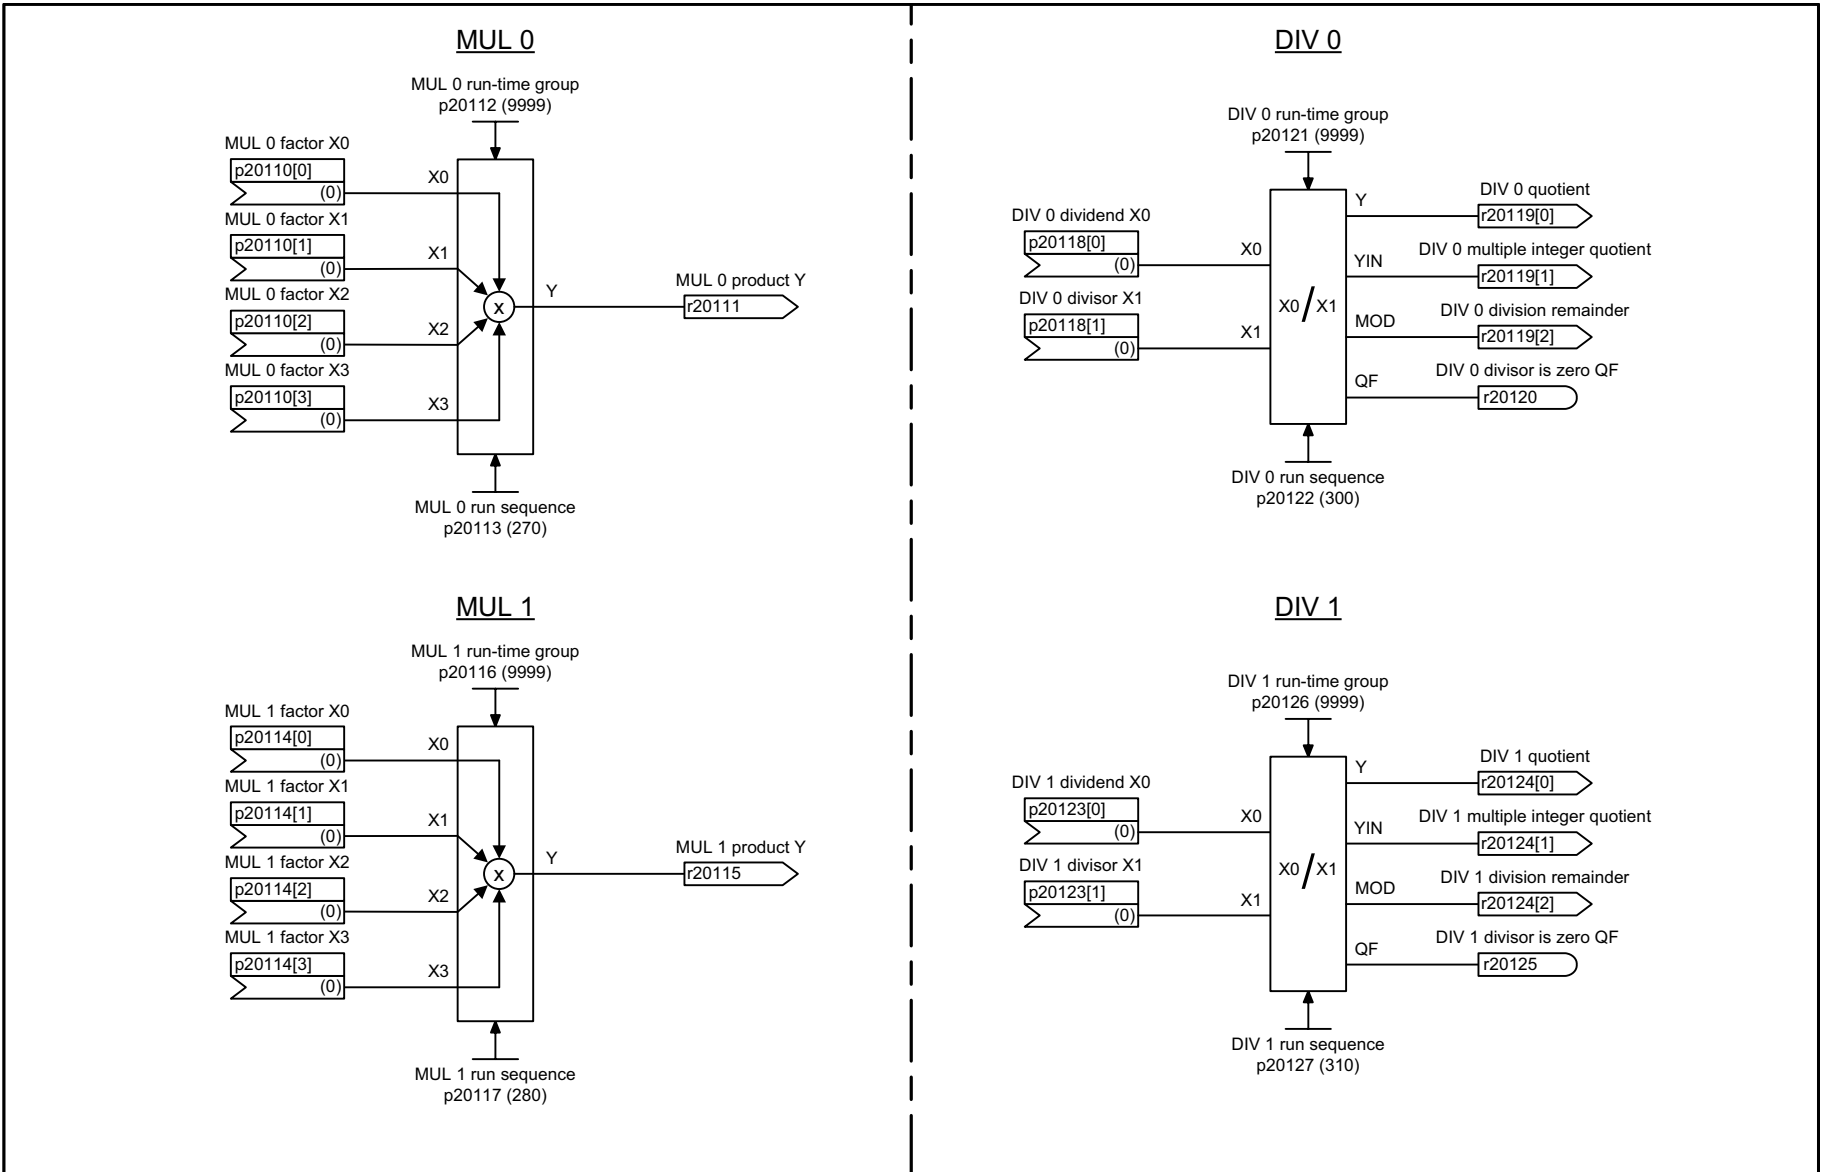 MUL 0
MUL 0 run-time group
p20112 (9999)
MUL 0 factor X0
p20110[0]
(0)
X0
MUL 0 factor X1
p20110[1]
(0)
X1
MUL 0 factor X2
p20110[2]
(0)
X2
MUL 0 factor X3
p20110[3]
(0)
X3
x
Y
MUL 0 product Y
r20111
MUL 0 run sequence
p20113 (270)
MUL 1
MUL 1 run-time group
p20116 (9999)
MUL 1 factor X0
p20114[0]
(0)
X0
MUL 1 factor X1
p20114[1]
(0)
X1
MUL 1 factor X2
p20114[2]
(0)
X2
MUL 1 factor X3
p20114[3]
(0)
X3
x
Y
MUL 1 product Y
r20115
MUL 1 run sequence
p20117 (280)
DIV 0
DIV 0 run-time group
p20121 (9999)
DIV 0 dividend X0
p20118[0]
(0)
X0
DIV 0 divisor X1
p20118[1]
(0)
X1
X0/X1
Y
DIV 0 quotient
r20119[0]
YIN
DIV 0 multiple integer quotient
r20119[1]
MOD
DIV 0 division remainder
r20119[2]
QF
DIV 0 divisor is zero QF
r20120
DIV 0 run sequence
p20122 (300)
DIV 1
DIV 1 run-time group
p20126 (9999)
DIV 1 dividend X0
p20123[0]
(0)
X0
DIV 1 divisor X1
p20123[1]
(0)
X1
X0/X1
Y
DIV 1 quotient
r20124[0]
YIN
DIV 1 multiple integer quotient
r20124[1]
MOD
DIV 1 division remainder
r20124[2]
QF
DIV 1 divisor is zero QF
r20125
DIV 1 run sequence
p20127 (310)